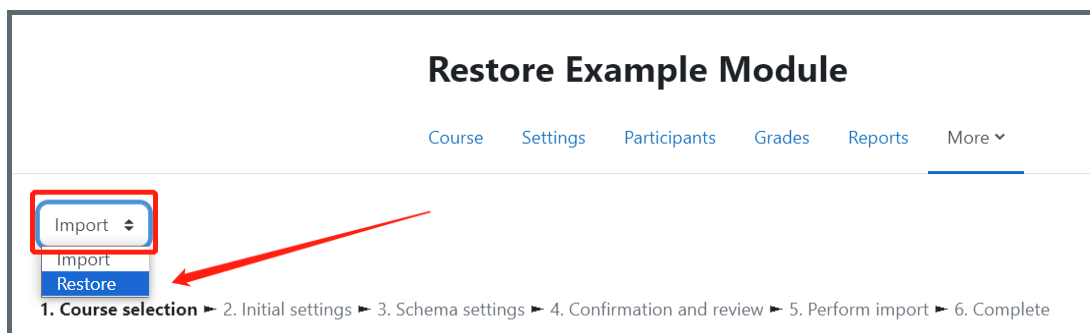 Restore Example Module
Course Settings Participants Grades Reports More
Import
Import
Restore
1. Course selection ► 2. Initial settings ► 3. Schema settings ► 4. Confirmation and review ► 5. Perform import ► 6. Complete